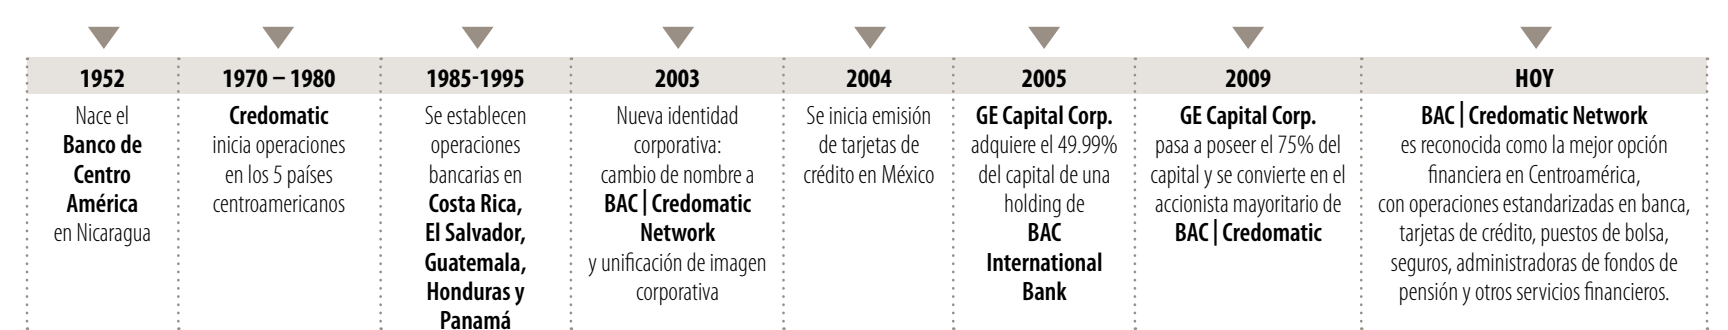 1952
Nace el
Banco de
Centro
América
en Nicaragua
1970 – 1980
Credomatic
inicia operaciones
en los 5 países
centroamericanos
1985-1995
Se establecen
operaciones
bancarias en
Costa Rica,
El Salvador,
Guatemala,
Honduras y
Panamá
2003
Nueva identidad
corporativa:
cambio de nombre a
BAC | Credomatic
Network
y unificación de imagen
corporativa
2004
Se inicia emisión
de tarjetas de
crédito en México
2005
GE Capital Corp.
adquiere el 49.99%
del capital de una
holding de
BAC
International
Bank
2009
GE Capital Corp.
pasa a poseer el 75% del
capital y se convierte en el
accionista mayoritario de
BAC | Credomatic
HOY
BAC | Credomatic Network
es reconocida como la mejor opción
financiera en Centroamérica,
con operaciones estandarizadas en banca,
tarjetas de crédito, puestos de bolsa,
seguros, administradoras de fondos de
pensión y otros servicios financieros.